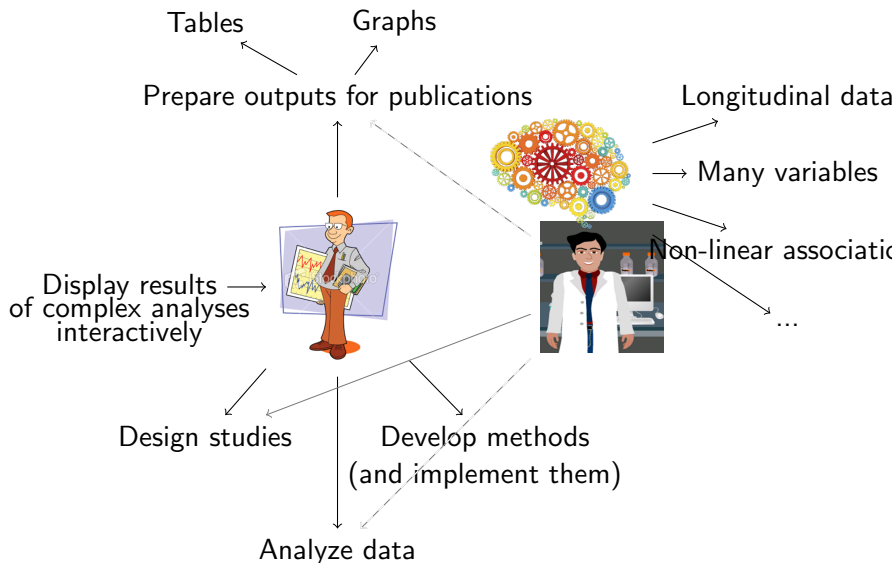 Tables
Graphs
Prepare outputs for publications
Longitudinal data
Many variables
Non-linear associatio
Display results
of complex analyses
interactively
...
Design studies
Develop methods
(and implement them)
Analyze data